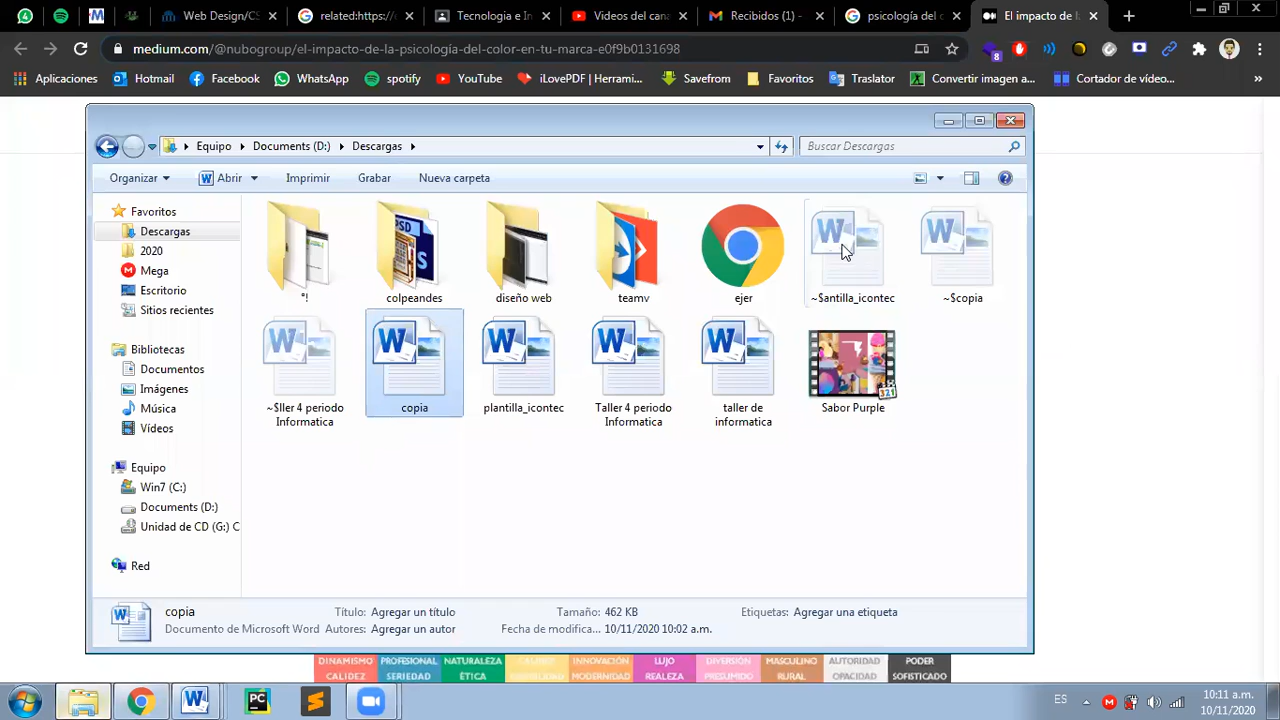 Web Design/CS
related:https://c
Tecnología e In
Videos del cana
Recibidos (1) -
psicología del c
El impacto de l
medium.com/@nubogroup/el-impacto-de-la-psicología-del-color-en-tu-marca-e0f9b0131698
8
Aplicaciones
Hotmail
Facebook
WhatsApp
spotify
YouTube
iLovePDF | Herrami...
Savefrom
Favoritos
Traslator
Convertir imagen a...
Cortador de vídeo...
Equipo
Documents (D:)
Descargas
Buscar Descargas
Organizar
Abrir
Imprimir
Grabar
Nueva carpeta
Favoritos
Descargas
2020
Mega
Escritorio
Sitios recientes
Bibliotecas
Documentos
Imágenes
Música
Vídeos
Equipo
Win7 (C:)
Documents (D:)
Unidad de CD (G:) C
Red
°!
colpeandes
diseño web
teamv
ejer
~$antilla_icontec
~$copia
~$ller 4 periodo
Informatica
copia
plantilla_icontec
Taller 4 periodo
Informatica
taller de
informatica
Sabor Purple
copia
Título: Agregar un título
Tamaño: 462 KB
Etiquetas: Agregar una etiqueta
Documento de Microsoft Word
Autores: Agregar un autor
Fecha de modifica... 10/11/2020 10:02 a.m.
DINAMISMO
CALIDEZ
PROFESIONAL
SERIEDAD
NATURALEZA
ÉTICA
INNOVACIÓN
MODERNIDAD
LUJO
REALEZA
DIVERSIÓN
PRESUMIDO
MASCULINO
RURAL
AUTORIDAD
OPACIDAD
PODER
SOFISTICADO
ES
10:11 a.m.
10/11/2020